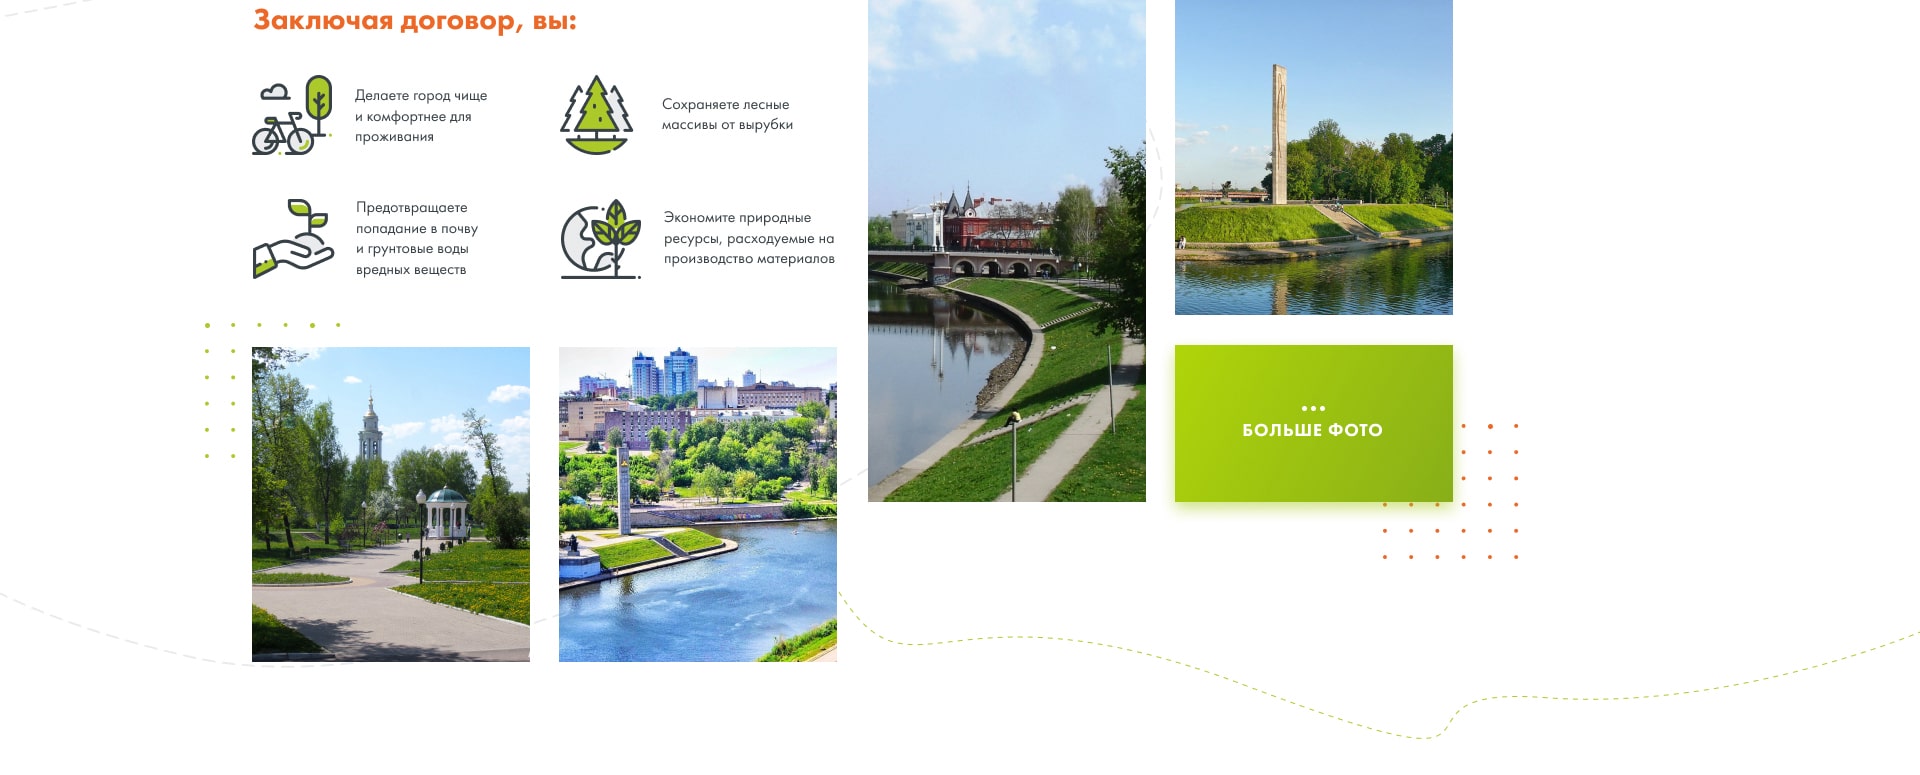 Заключая договор, вы:
Делаете город чище
и комфортнее для
проживания
Сохраняете лесные
массивы от вырубки
Предотвращаете
попадание в почву
и грунтовые воды
вредных веществ
Экономите природные
ресурсы, расходуемые на
производство материалов
БОЛЬШЕ ФОТО